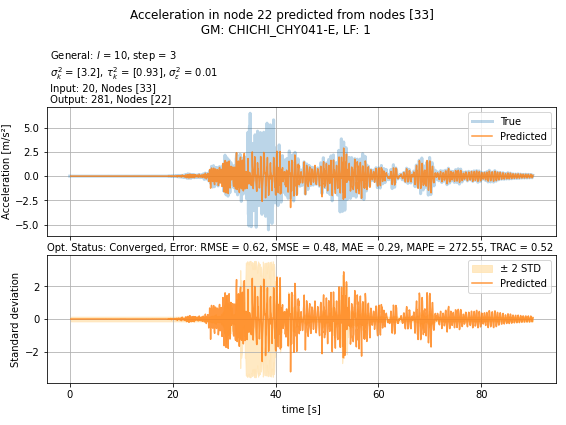 Acceleration in node 22 predicted from nodes [33]
GM: CHICHI_CHY041-E, LF: 1
General: l = 10, step = 3
σ²ₖ = [3.2], τ²ₖ = [0.93], σ²_ε = 0.01
Input: 20, Nodes [33]
Output: 281, Nodes [22]
Acceleration [m/s²]
5.0
2.5
0.0
−2.5
−5.0
True
Predicted
Opt. Status: Converged, Error: RMSE = 0.62, SMSE = 0.48, MAE = 0.29, MAPE = 272.55, TRAC = 0.52
Standard deviation
2
0
−2
± 2 STD
Predicted
0 20 40 60 80
time [s]